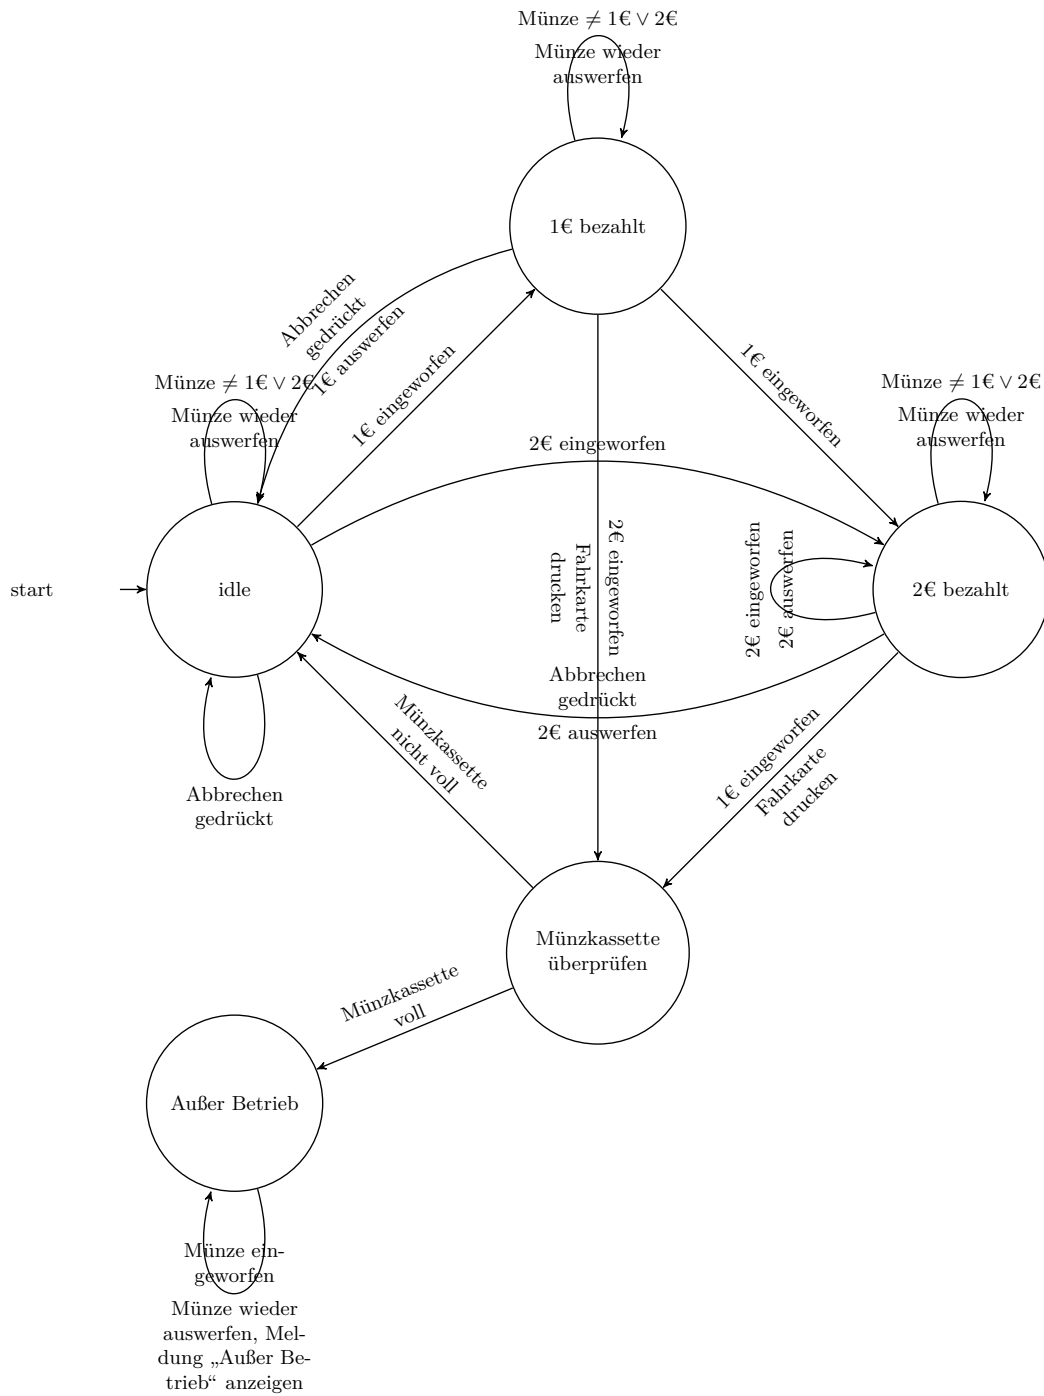 Münze ≠ 1€ ∨ 2€
Münze wieder
auswerfen
1€ bezahlt
Abbrechen
gedrückt
1€ auswerfen
1€ eingeworfen
1€ eingeworfen
Münze ≠ 1€ ∨ 2€
Münze wieder
auswerfen
Münze ≠ 1€ ∨ 2€
Münze wieder
auswerfen
2€ eingeworfen
2€ eingeworfen
Fahrkarte
drucken
2€ eingeworfen
2€ auswerfen
start
idle
2€ bezahlt
Abbrechen
gedrückt
2€ auswerfen
Münzkassette
nicht voll
1€ eingeworfen
Fahrkarte
drucken
Abbrechen
gedrückt
Münzkassette
überprüfen
Münzkassette
voll
Außer Betrieb
Münze ein-
geworfen
Münze wieder
auswerfen, Mel-
dung „Außer Be-
trieb“ anzeigen